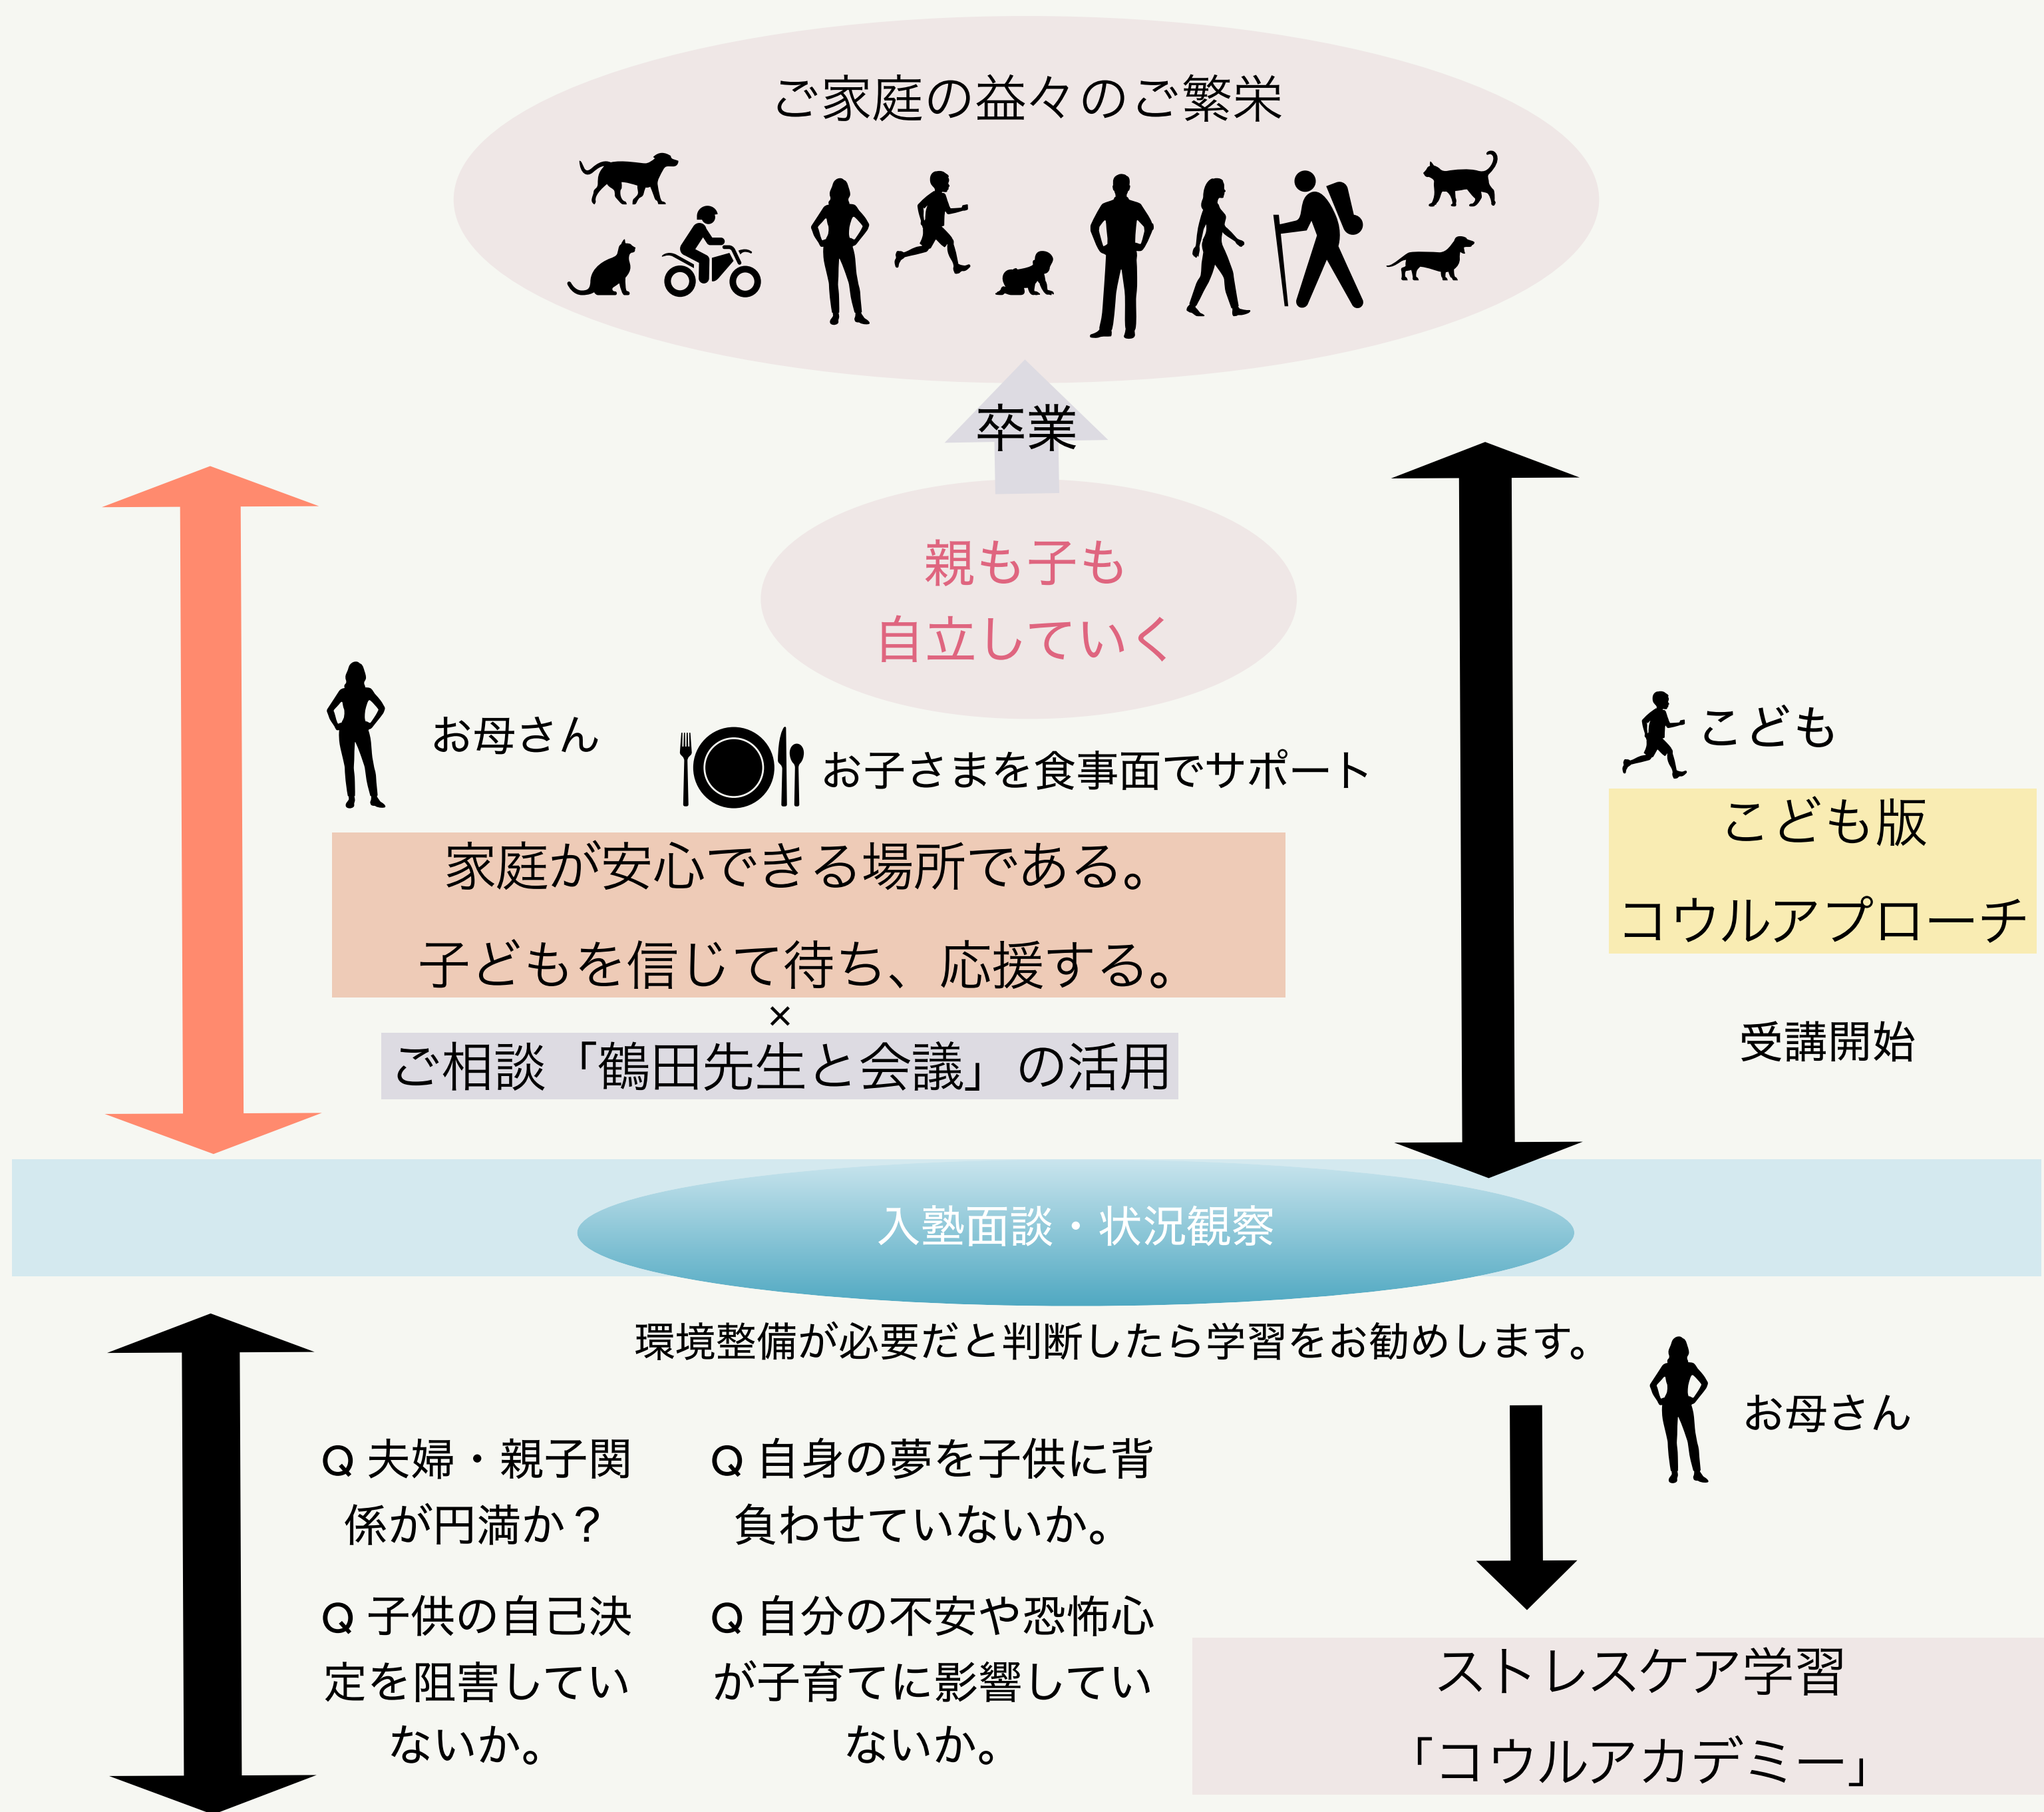 ご家庭の益々のご繁栄
卒業
親も子も
自立していく
お母さん
お子さまを食事面でサポート
家庭が安心できる場所である。
子どもを信じて待ち、応援する。
×
ご相談「鶴田先生と会議」の活用
こども
こども版
コウルアプローチ
受講開始
入塾面談・状況観察
環境整備が必要だと判断したら学習をお勧めします。
お母さん
Q 夫婦・親子関
係が円満か？
Q 子供の自己決
定を阻害してい
ないか。
Q 自身の夢を子供に背
負わせていないか。
Q 自分の不安や恐怖心
が子育てに影響してい
ないか。
ストレスケア学習
「コウルアカデミー」